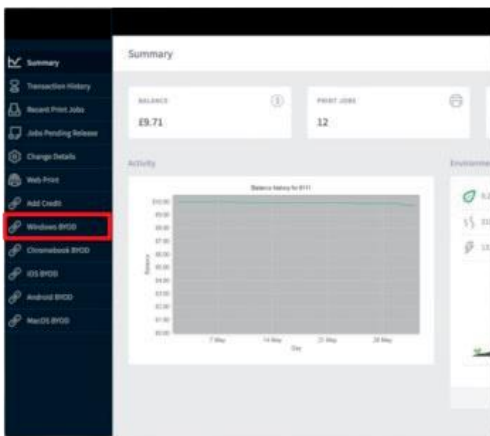 Summary
Transaction History
Recent Print Jobs
Jobs Pending Release
Change Details
Web Print
Add Credit
Windows BYOD
Chromebook BYOD
iOS BYOD
Android BYOD
MacOS BYOD
Summary
BALANCE
£9.71
PRINT JOBS
12
Activity
Balance history for
Balance
7 May
14 May
21 May
28 May
Day